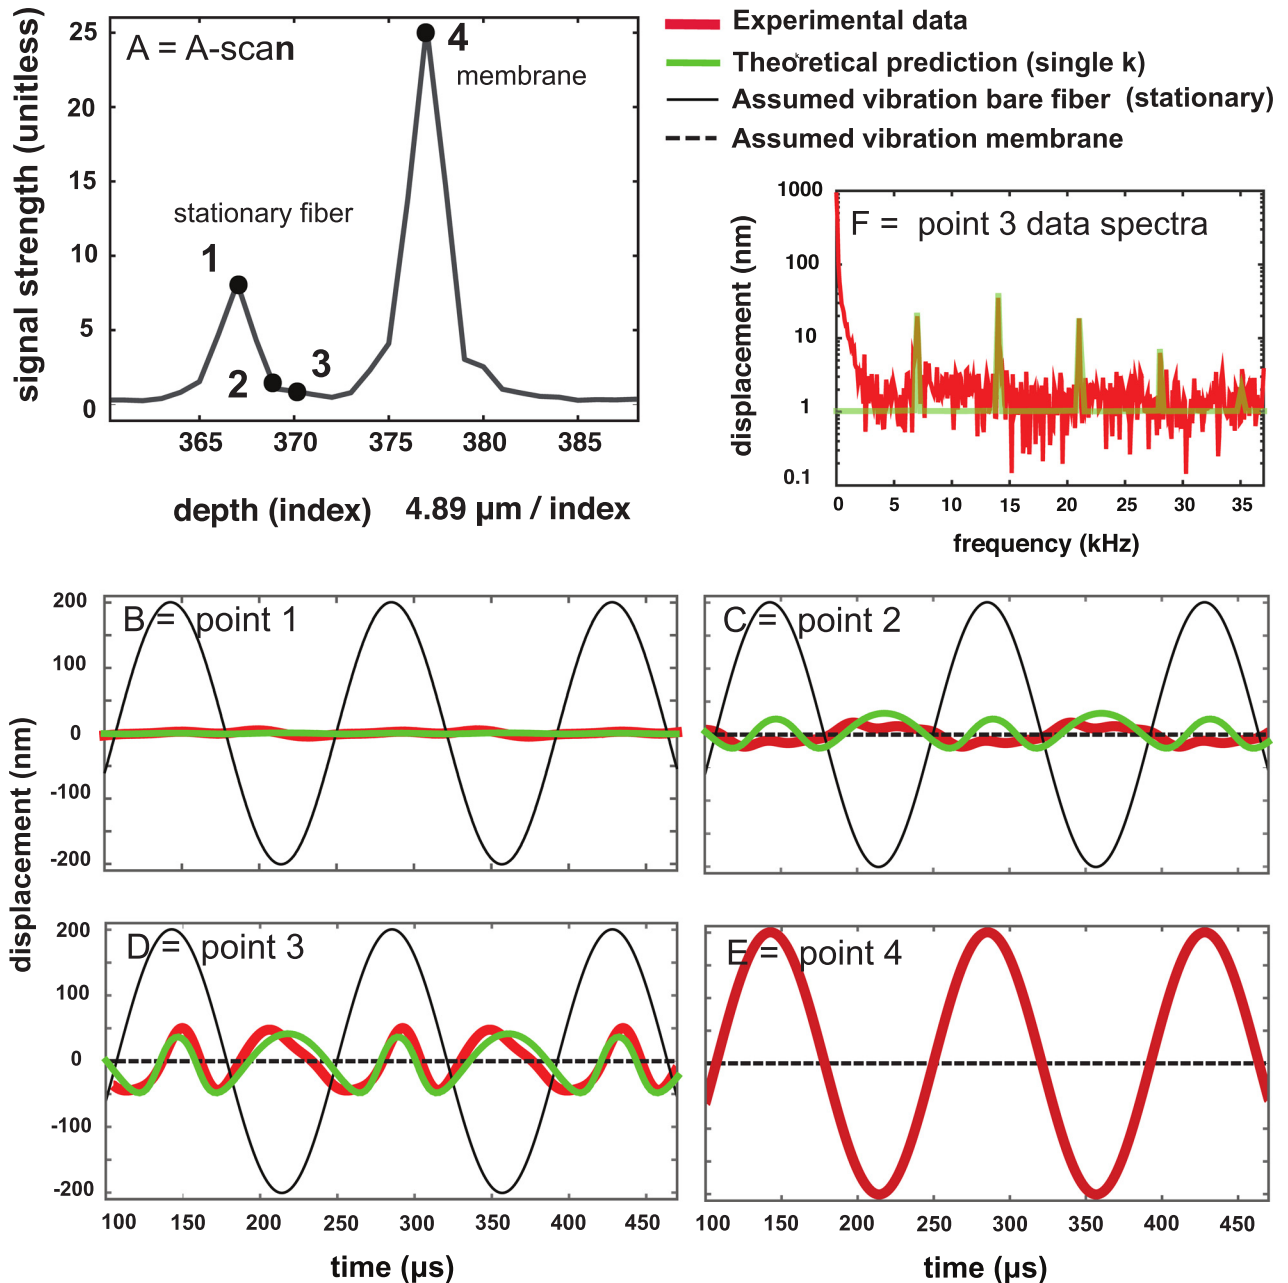 A = A-scan
signal strength (unitless)
25
20
15
10
5
0
4
membrane
stationary fiber
1
2
3
365
370
375
380
385
depth (index) 4.89 µm / index
Experimental data
Theoretical prediction (single k)
Assumed vibration bare fiber (stationary)
Assumed vibration membrane
F = point 3 data spectra
displacement (nm)
1000
100
10
1
0.1
0
5
10
15
20
25
30
35
frequency (kHz)
B = point 1
200
100
0
-100
-200
C = point 2
displacement (nm)
D = point 3
200
100
0
-100
-200
100
150
200
250
300
350
400
450
time (µs)
E = point 4
100
150
200
250
300
350
400
450
time (µs)